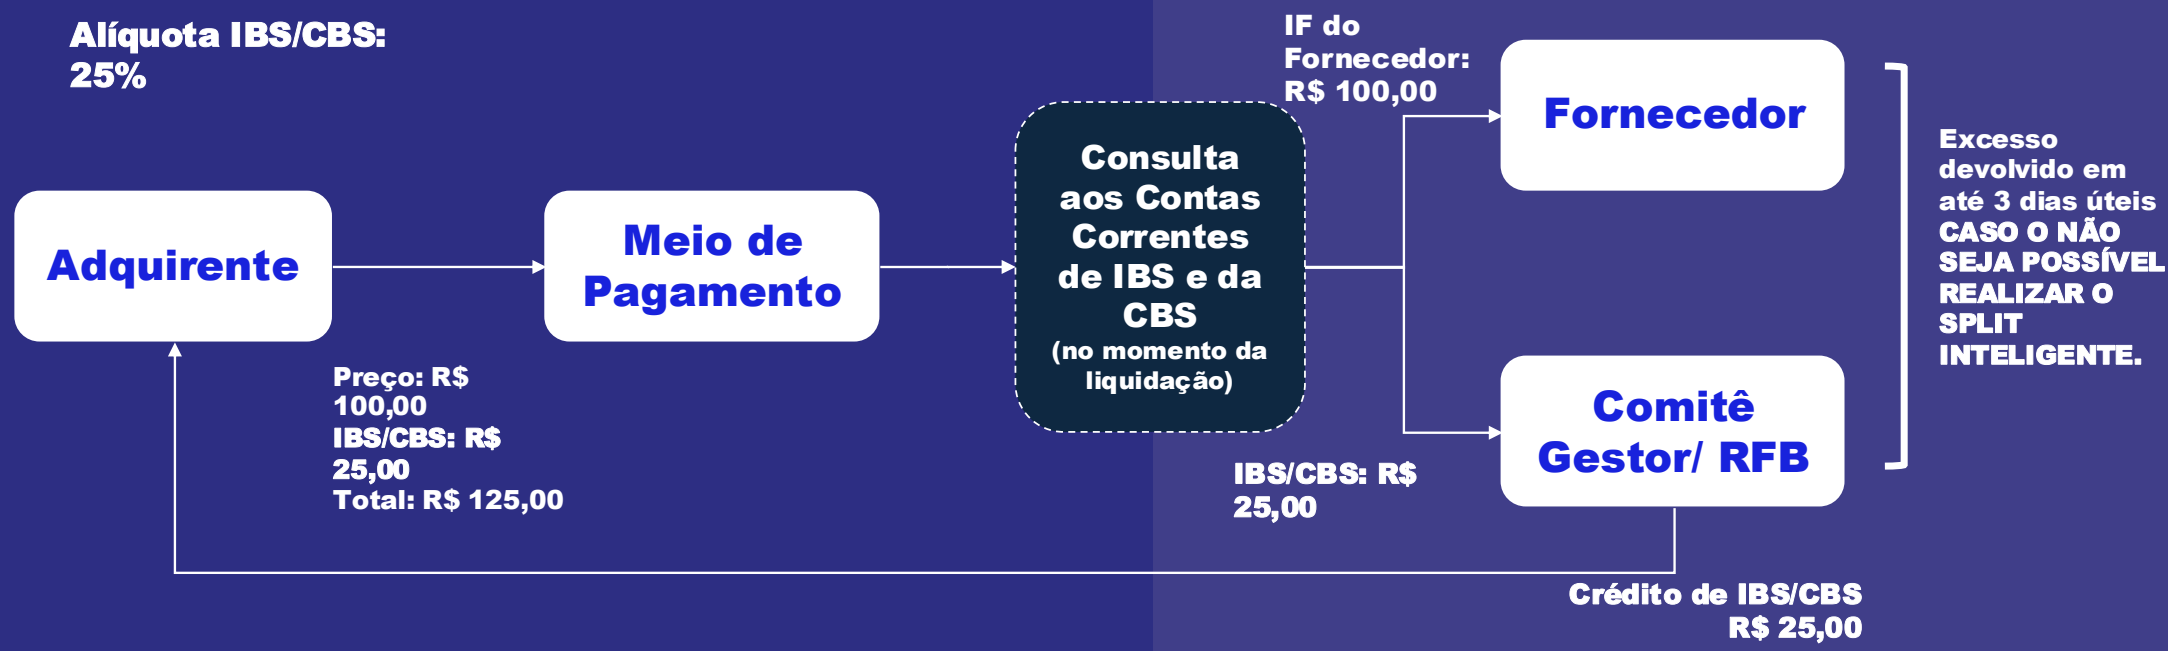 Alíquota IBS/CBS:
25%
IF do
Fornecedor:
R$ 100,00
Fornecedor
Excesso
devolvido em
até 3 dias úteis
CASO O NÃO
SEJA POSSÍVEL
REALIZAR O
SPLIT
INTELIGENTE.
Consulta
aos Contas
Correntes
de IBS e da
CBS
(no momento da
liquidação)
Adquirente
Meio de
Pagamento
Preço: R$
100,00
IBS/CBS: R$
25,00
Total: R$ 125,00
Comitê
Gestor/ RFB
IBS/CBS: R$
25,00
Crédito de IBS/CBS
R$ 25,00